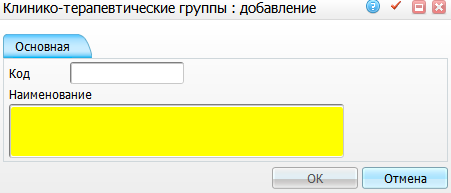 Клинико-терапевтические группы : добавление
Основная
Код
Наименование
ОК
Отмена